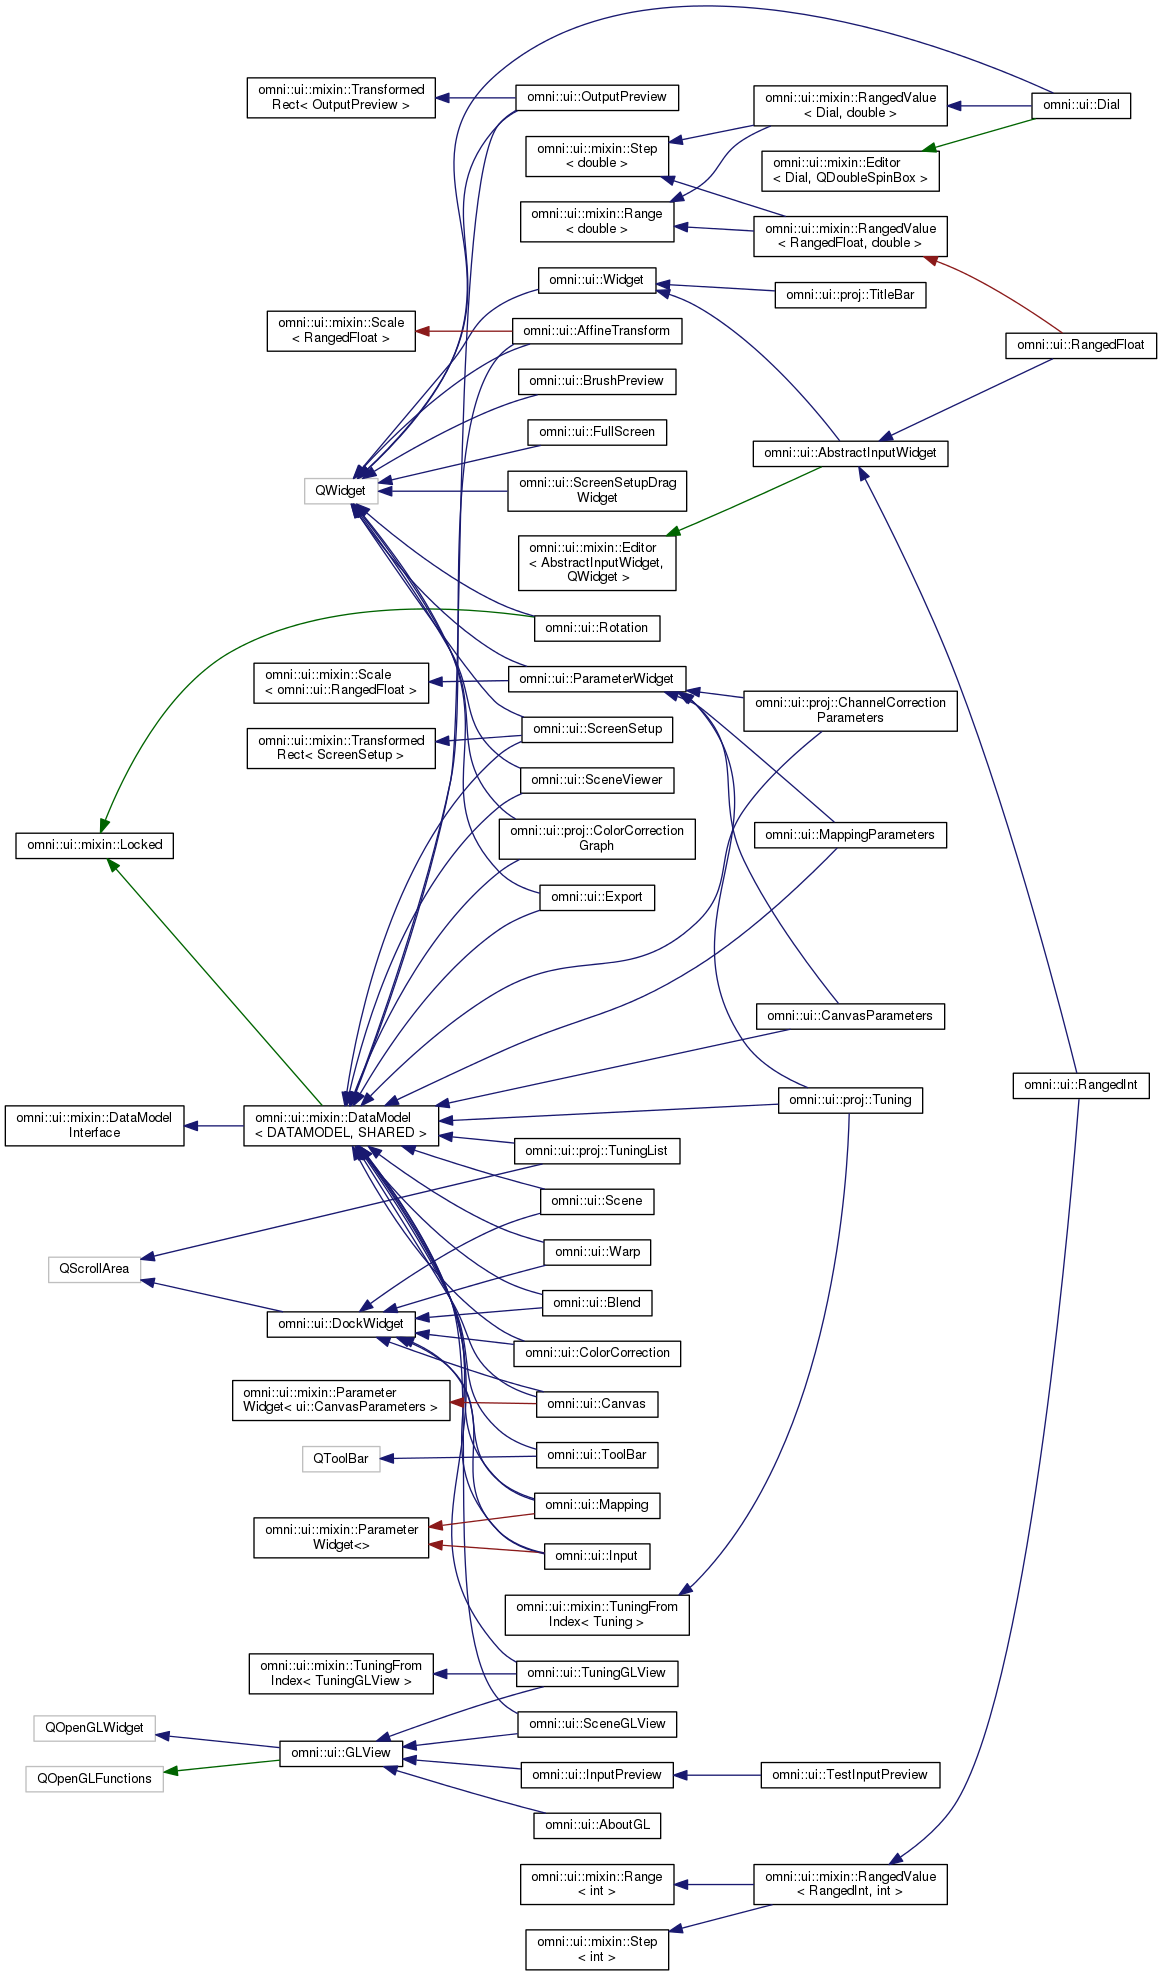 omni::ui::mixin::Transformed
Rect< OutputPreview >
omni::ui::OutputPreview
omni::ui::mixin::RangedValue
< Dial, double >
omni::ui::Dial
omni::ui::mixin::Step
< double >
omni::ui::mixin::Editor
< Dial, QDoubleSpinBox >
omni::ui::mixin::Range
< double >
omni::ui::mixin::RangedValue
< RangedFloat, double >
omni::ui::Widget
omni::ui::proj::TitleBar
omni::ui::mixin::Scale
< RangedFloat >
omni::ui::AffineTransform
omni::ui::RangedFloat
omni::ui::BrushPreview
omni::ui::FullScreen
omni::ui::AbstractInputWidget
QWidget
omni::ui::ScreenSetupDrag
Widget
omni::ui::mixin::Editor
< AbstractInputWidget,
QWidget >
omni::ui::Rotation
omni::ui::mixin::Scale
< omni::ui::RangedFloat >
omni::ui::ParameterWidget
omni::ui::proj::ChannelCorrection
Parameters
omni::ui::mixin::Transformed
Rect< ScreenSetup >
omni::ui::ScreenSetup
omni::ui::SceneViewer
omni::ui::mixin::Locked
omni::ui::proj::ColorCorrection
Graph
omni::ui::MappingParameters
omni::ui::Export
omni::ui::CanvasParameters
omni::ui::RangedInt
omni::ui::mixin::DataModel
Interface
omni::ui::mixin::DataModel
< DATAMODEL, SHARED >
omni::ui::proj::Tuning
omni::ui::proj::TuningList
omni::ui::Scene
omni::ui::Warp
QScrollArea
omni::ui::Blend
omni::ui::DockWidget
omni::ui::ColorCorrection
omni::ui::mixin::Parameter
Widget< ui::CanvasParameters >
omni::ui::Canvas
QToolBar
omni::ui::ToolBar
omni::ui::Mapping
omni::ui::mixin::Parameter
Widget<>
omni::ui::Input
omni::ui::mixin::TuningFrom
Index< Tuning >
omni::ui::mixin::TuningFrom
Index< TuningGLView >
omni::ui::TuningGLView
QOpenGLWidget
omni::ui::SceneGLView
omni::ui::GLView
QOpenGLFunctions
omni::ui::InputPreview
omni::ui::TestInputPreview
omni::ui::AboutGL
omni::ui::mixin::Range
< int >
omni::ui::mixin::RangedValue
< RangedInt, int >
omni::ui::mixin::Step
< int >